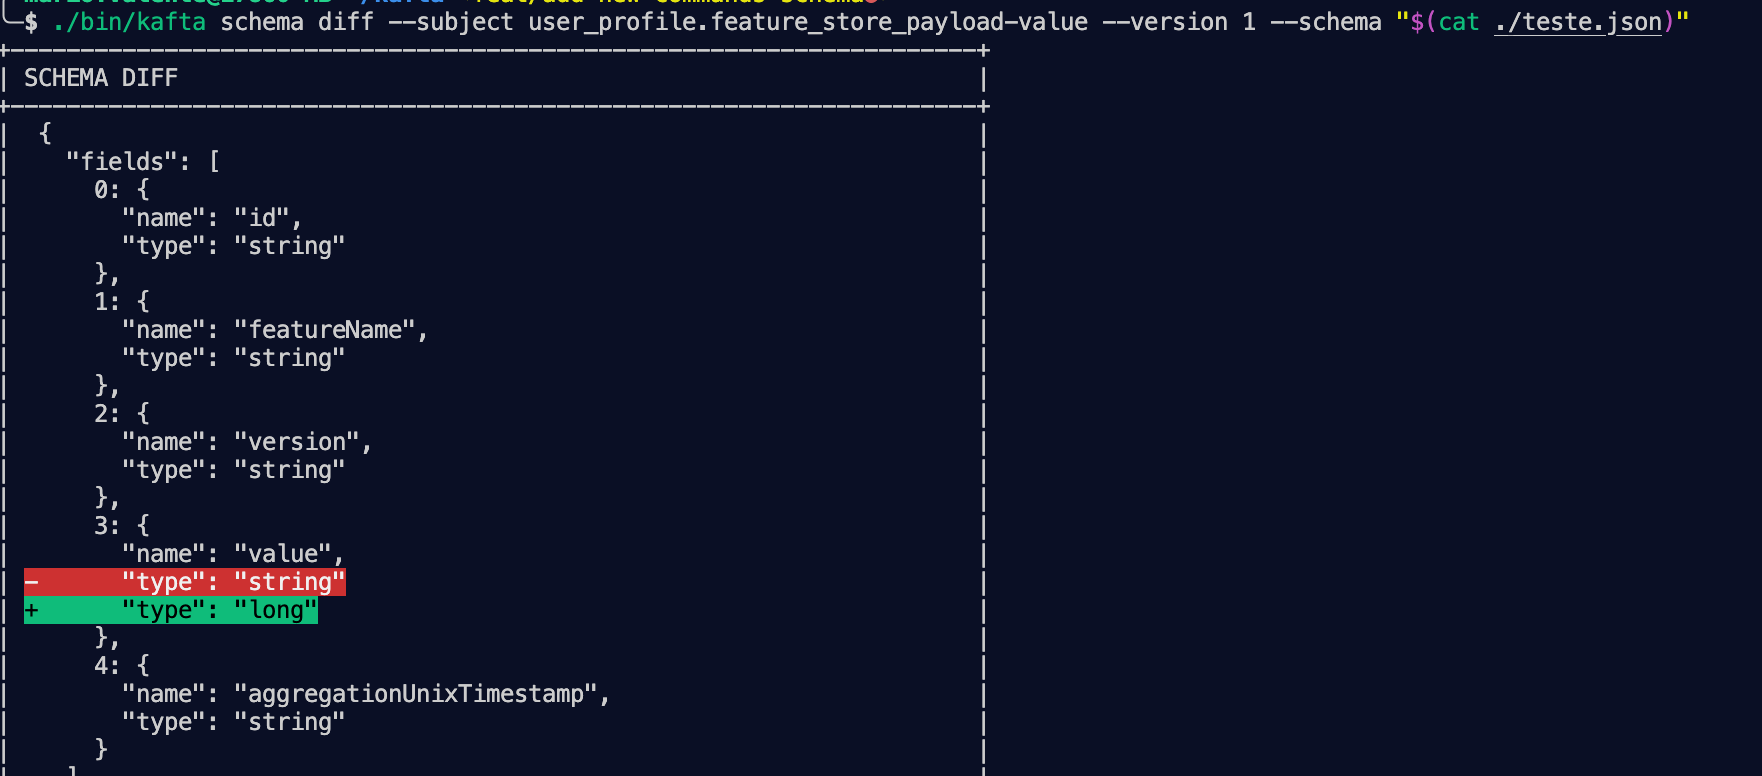 $ ./bin/kafta schema diff --subject user_profile.feature_store_payload-value --version 1 --schema "$(cat ./teste.json)"
SCHEMA DIFF
{
"fields": [
0: {
"name": "id",
"type": "string"
},
1: {
"name": "featureName",
"type": "string"
},
2: {
"name": "version",
"type": "string"
},
3: {
"name": "value",
- "type": "string"
+ "type": "long"
},
4: {
"name": "aggregationUnixTimestamp",
"type": "string"
}
]